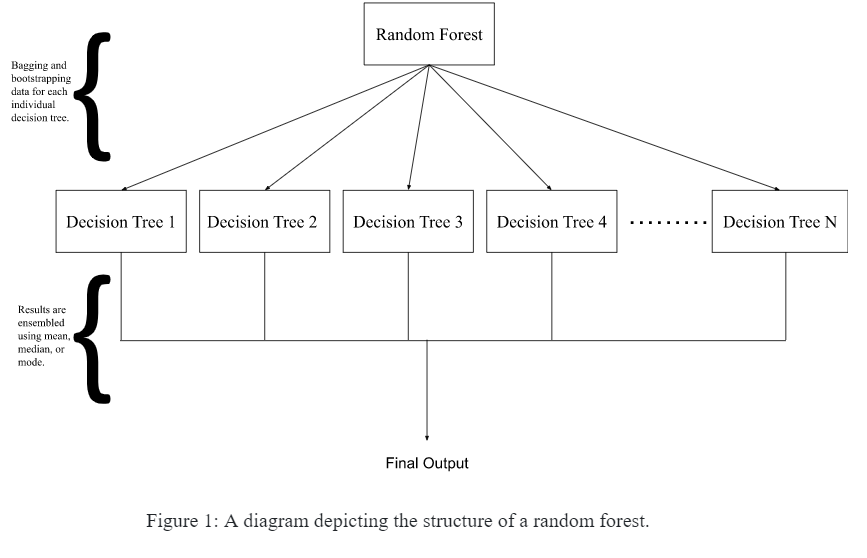 Random Forest
Bagging and
bootstrapping
data for each
individual
decision tree.
Decision Tree 1
Decision Tree 2
Decision Tree 3
Decision Tree 4
Decision Tree N
Results are
ensembled
using mean,
median, or
mode.
Final Output
Figure 1: A diagram depicting the structure of a random forest.